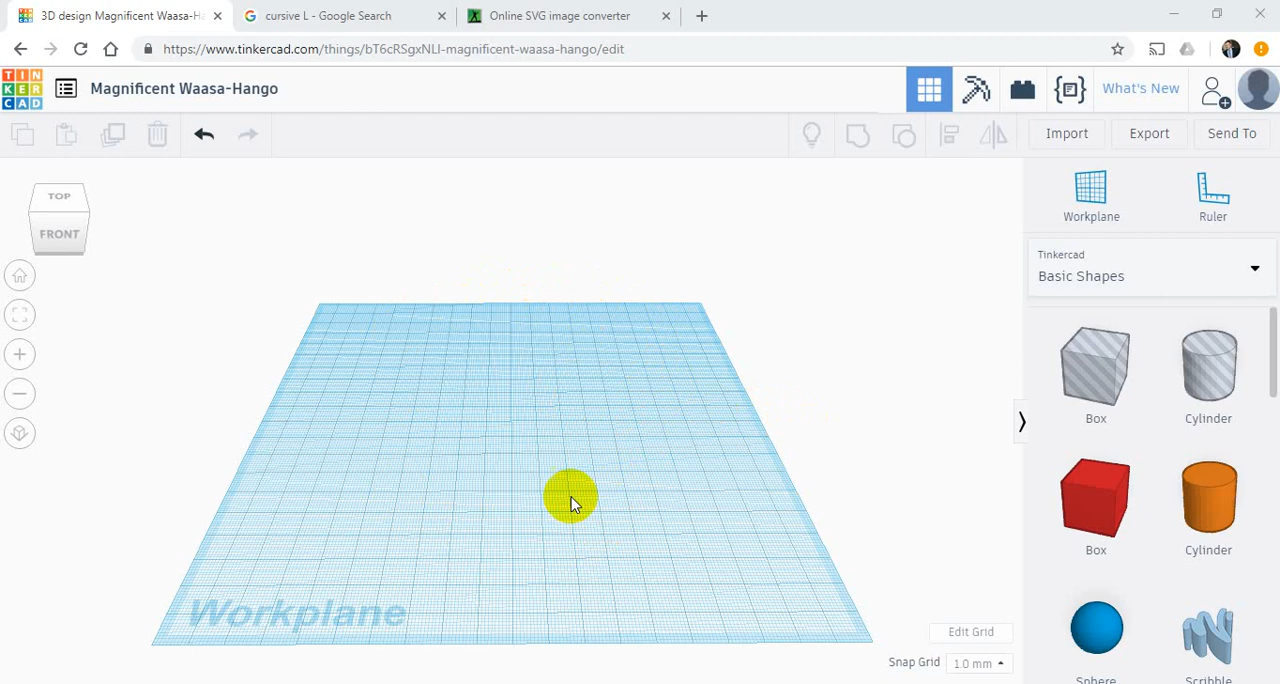 3D design Magnificent Waasa-H
cursive L - Google Search
Online SVG image converter
https://www.tinkercad.com/things/bT6cRSgxNLI-magnificent-waasa-hango/edit
TIN
KER
CAD
Magnificent Waasa-Hango
What's New
Import
Export
Send To
TOP
FRONT
Workplane
Ruler
Tinkercad
Basic Shapes
Box
Cylinder
Box
Cylinder
Sphere
Scribble
Workplane
Edit Grid
Snap Grid
1.0 mm